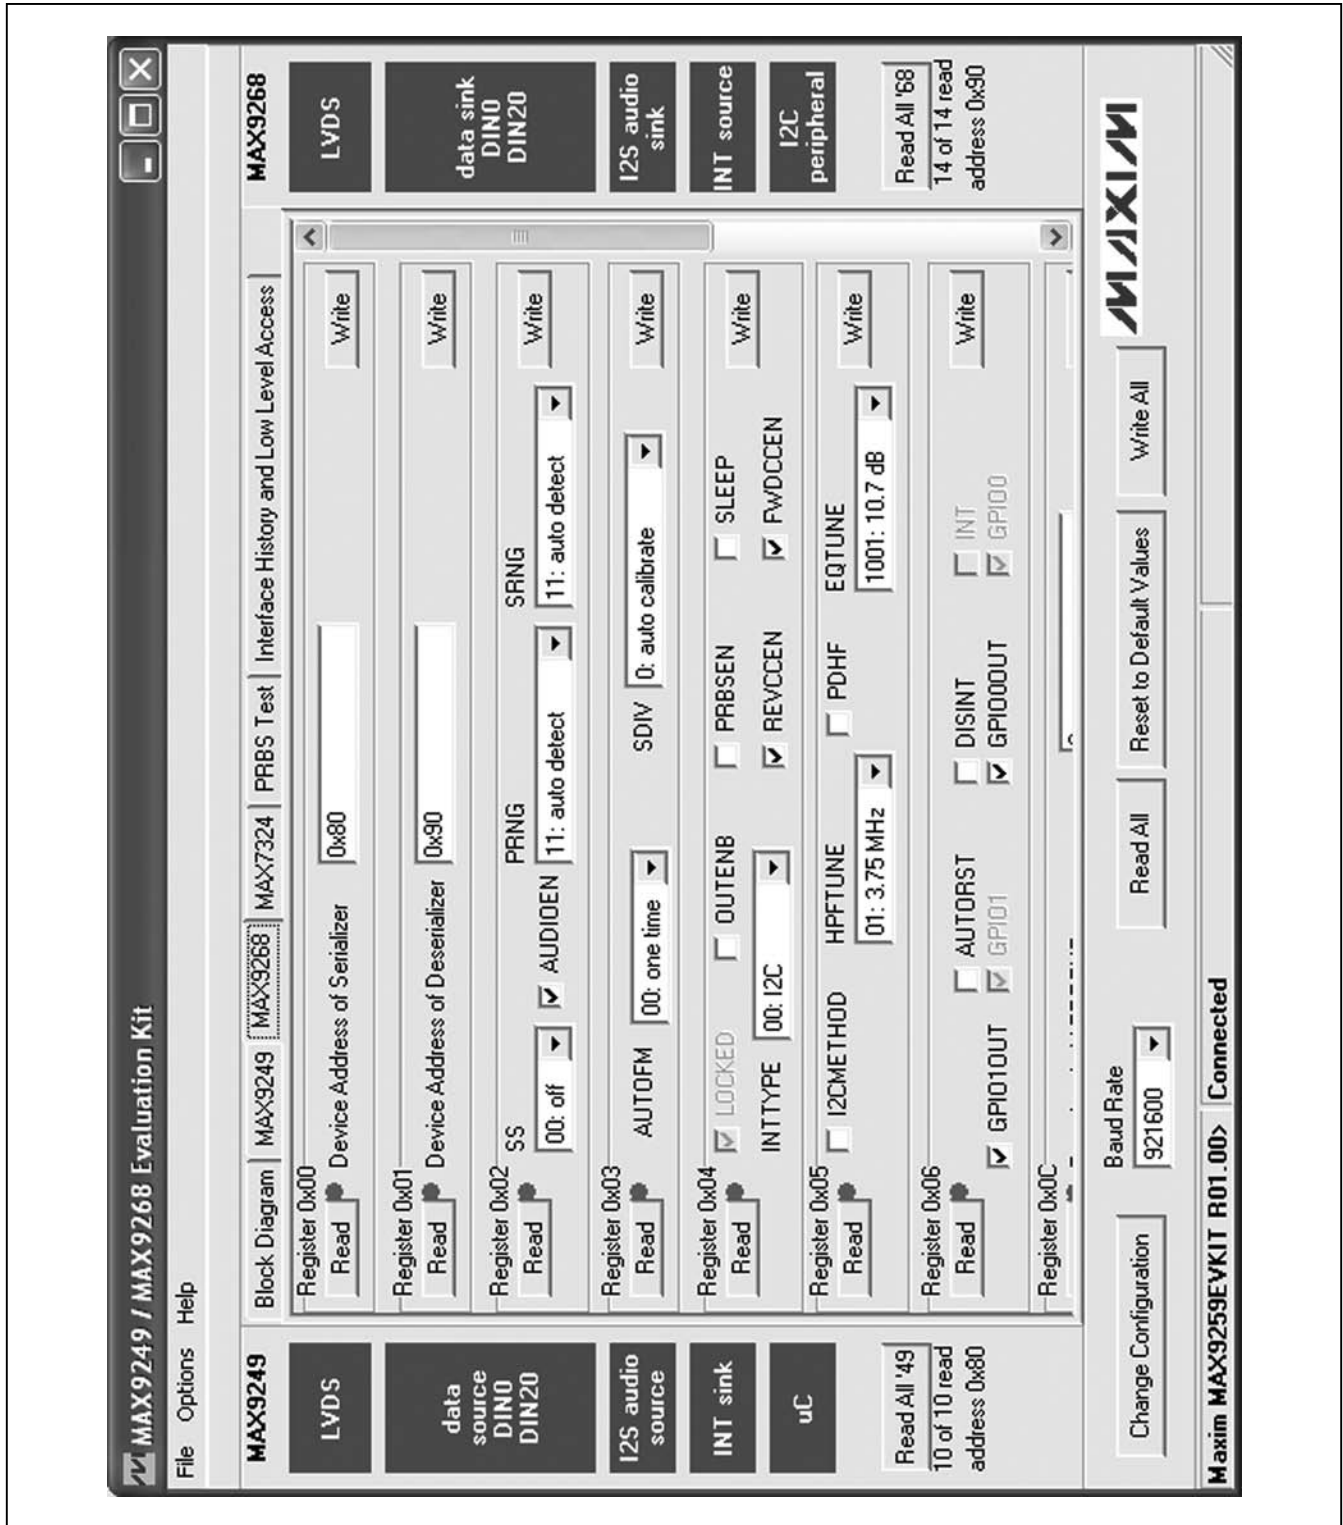 MAX9249 / MAX9268 Evaluation Kit
File Options Help
MAX9249
LVDS
data
source
DIN0
DIN20
I2S audio
source
INT sink
uC
Read All '49
10 of 10 read
address 0x80
Block Diagram MAX9249 MAX9268 MAX7324 PRBS Test Interface History and Low Level Access
Register 0x00
Read Device Address of Serializer 0x80 Write
Register 0x01
Read Device Address of Deserializer 0x90 Write
Register 0x02
SS PRNG SRNG
Read 00: off AUDIOEN 11: auto detect 11: auto detect Write
Register 0x03
Read AUTOFM 00: one time SDIV 0: auto calibrate Write
Register 0x04
LOCKED OUTENB PRBSEN SLEEP
Read Write
INTTYPE 00: I2C REVCCEN FWDCCEN
Register 0x05
I2CMETHOD HPFTUNE PDHF EQTUNE
Read 01: 3.75 MHz 1001: 10.7 dB Write
Register 0x06
Read AUTORST DISINT INT Write
GPIO1OUT GPIO1 GPIO0OUT GPIO0
Register 0x0C
MAX9268
LVDS
data sink
DIN0
DIN20
I2S audio
sink
INT source
I2C
peripheral
Read All '68
14 of 14 read
address 0x90
Change Configuration
Baud Rate
921600
Read All
Reset to Default Values
Write All
MAXIM
Maxim MAX9259EVKIT R01.00> Connected